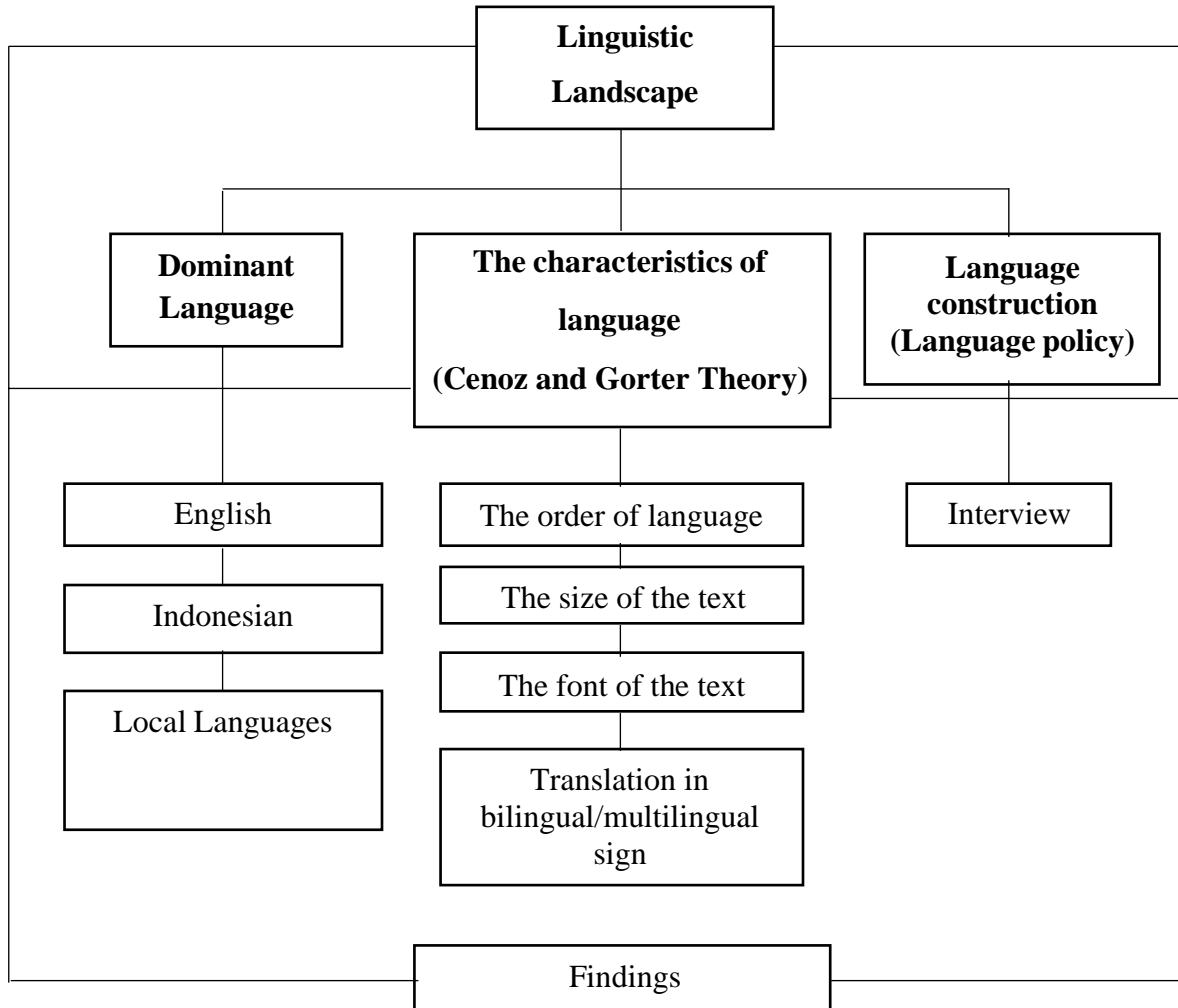 Linguistic
Landscape
Dominant
Language
The characteristics of
language
(Cenoz and Gorter Theory)
Language
construction
(Language policy)
English
Indonesian
Local Languages
The order of language
The size of the text
The font of the text
Translation in
bilingual/multilingual
sign
Interview
Findings